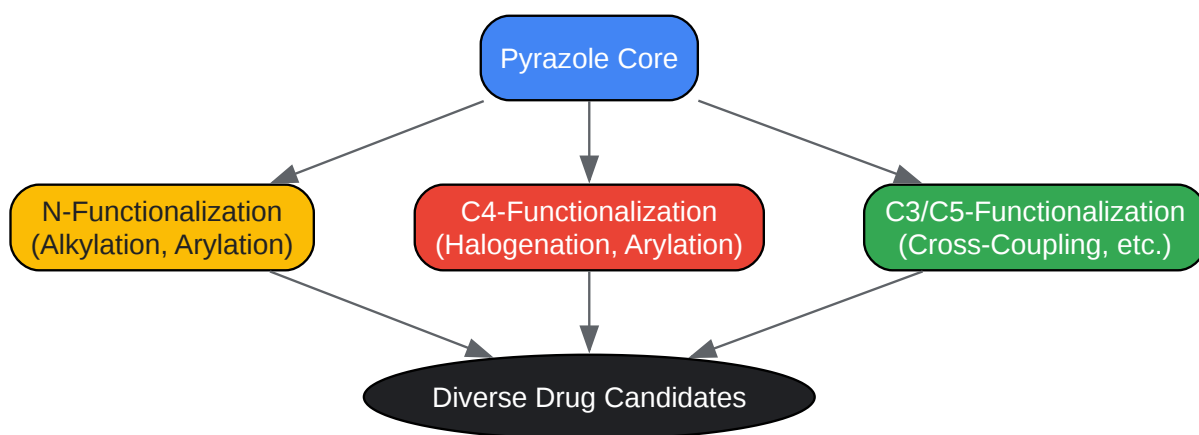 Pyrazole Core
N-Functionalization
(Alkylation, Arylation)
C4-Functionalization
(Halogenation, Arylation)
C3/C5-Functionalization
(Cross-Coupling, etc.)
Diverse Drug Candidates